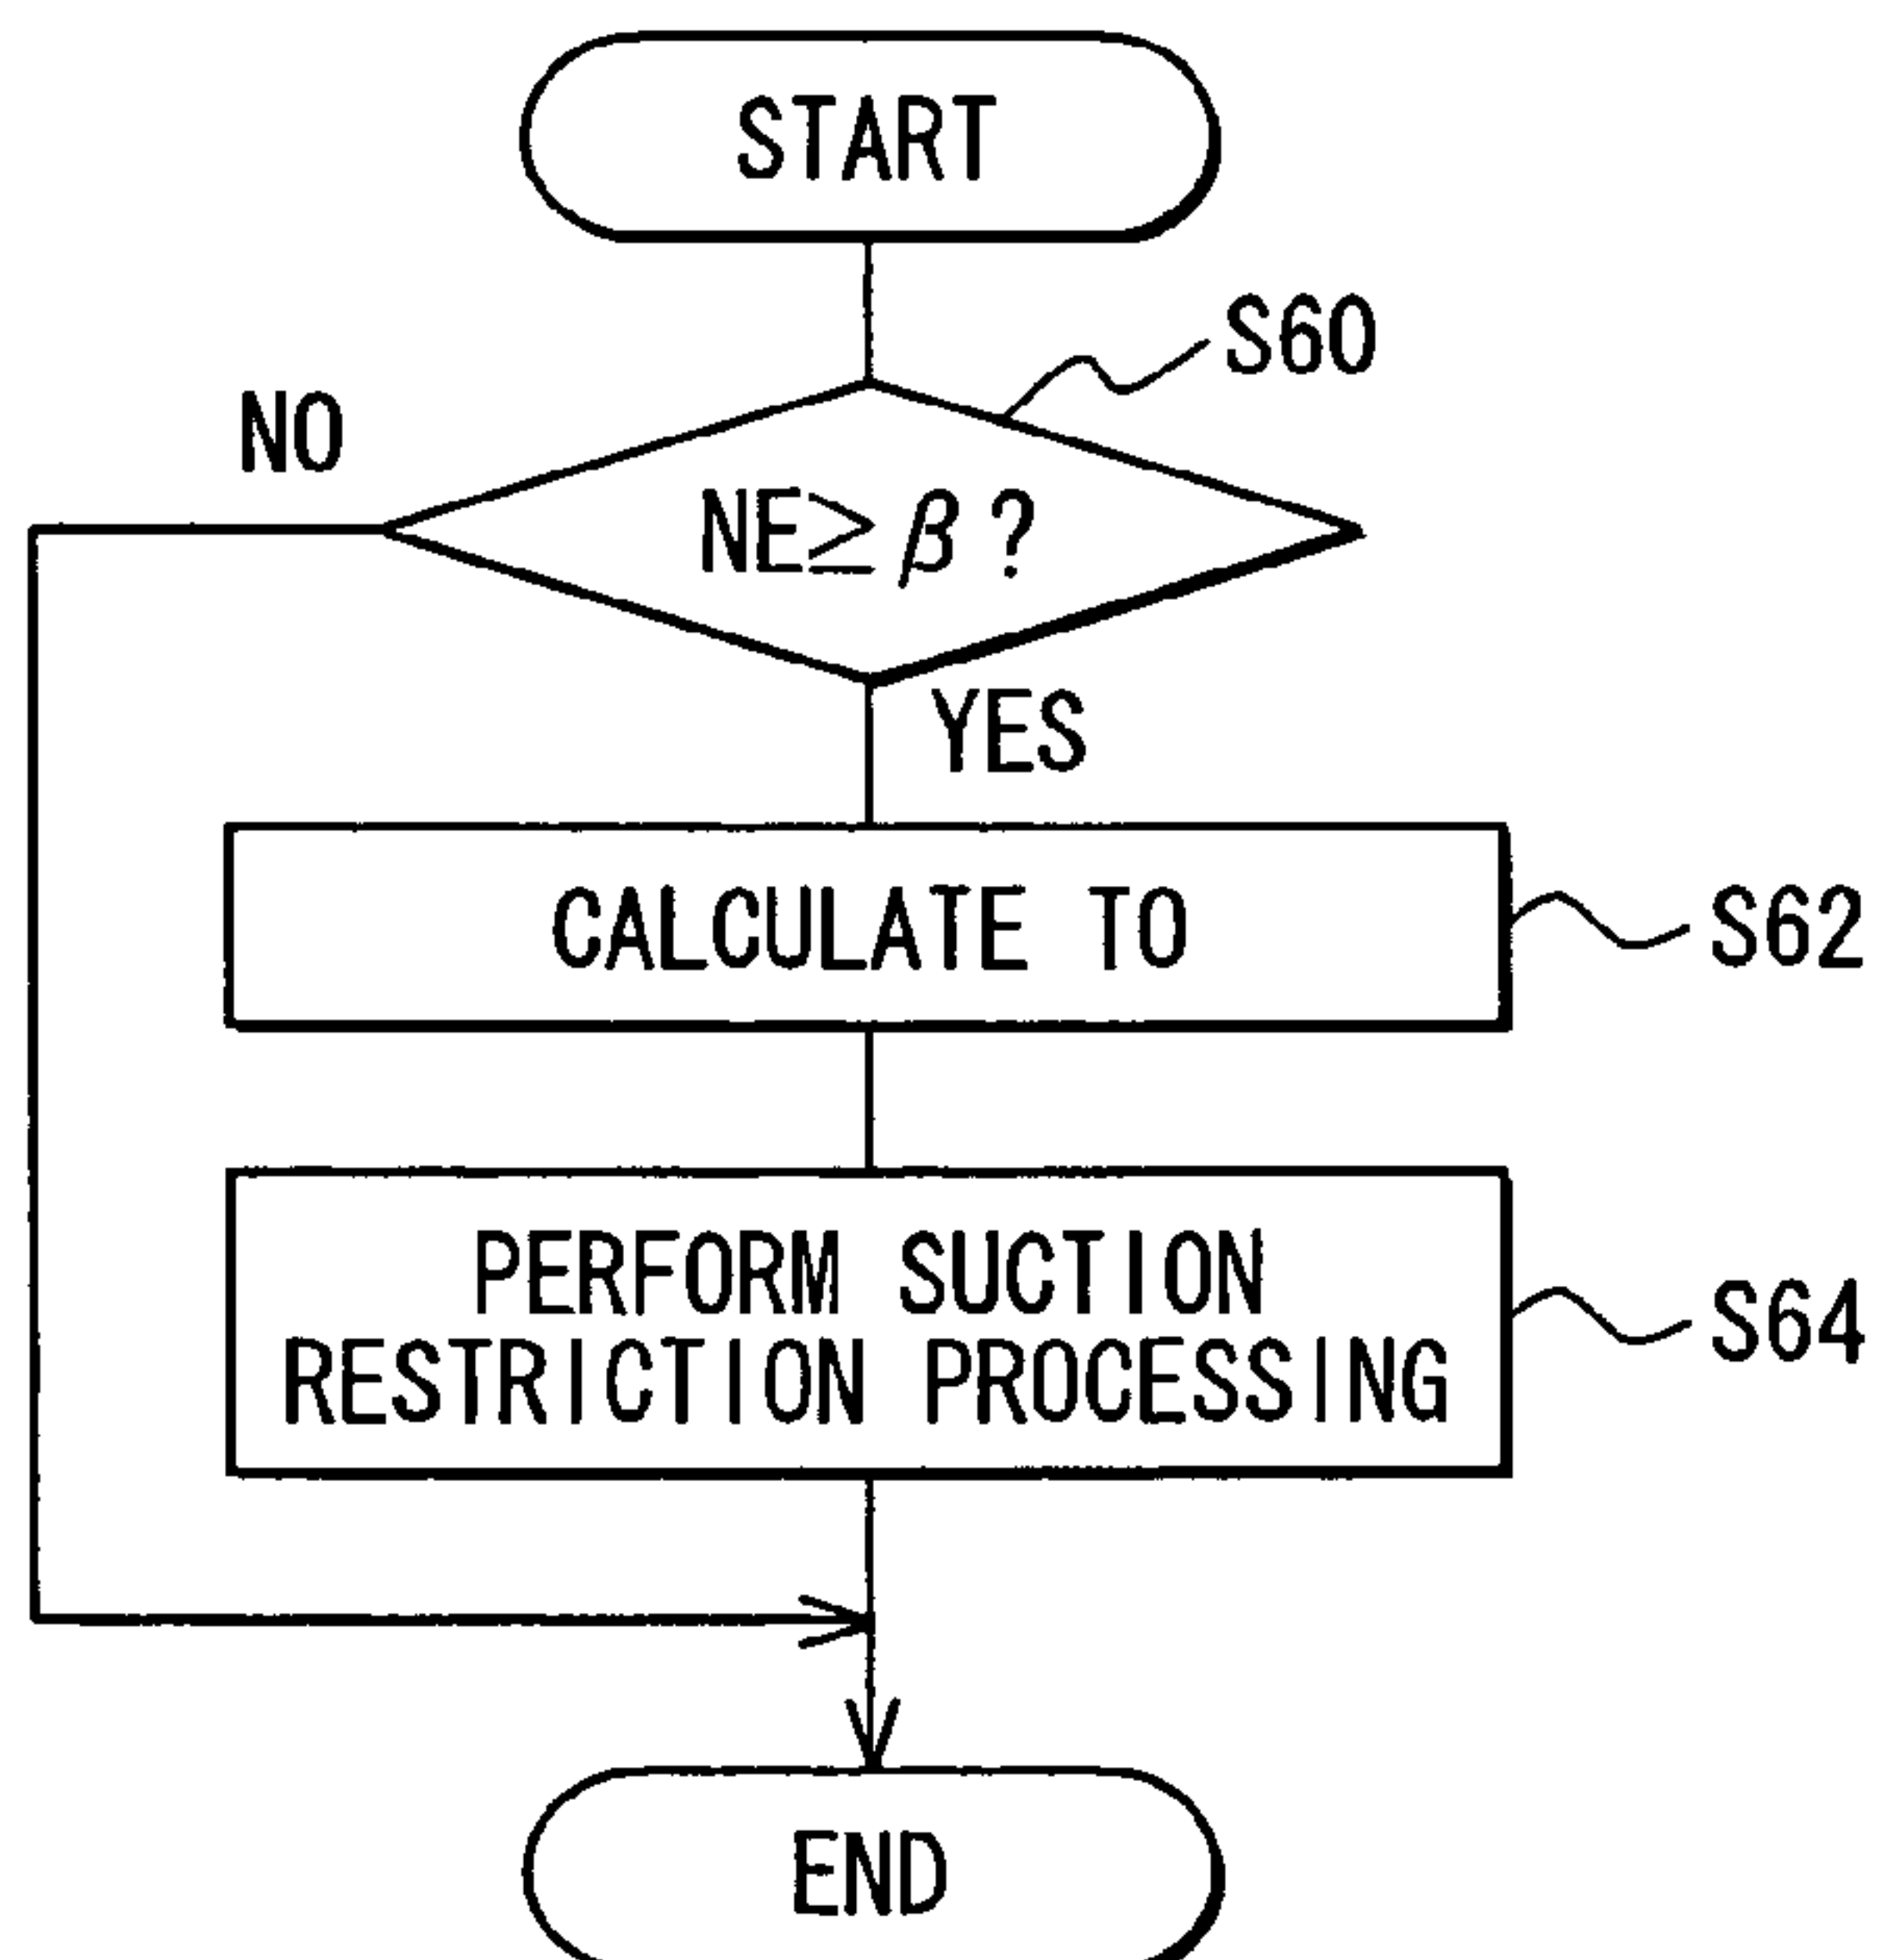 START
S60
NO
NE≧β?
YES
CALCULATE TO
S62
PERFORM SUCTION
RESTRICTION PROCESSING
S64
END